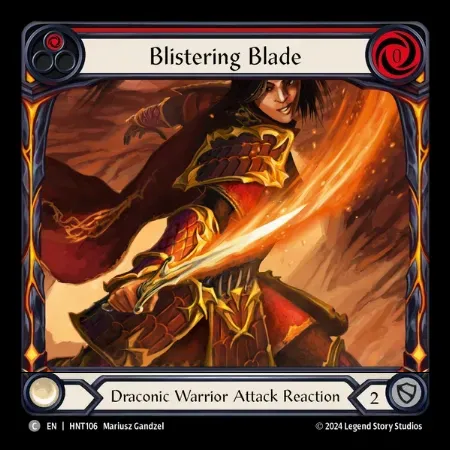 Blistering Blade
0
Draconic Warrior Attack Reaction
2
C EN | HNT106 Mariusz Gandzel
© 2024 Legend Story Studios